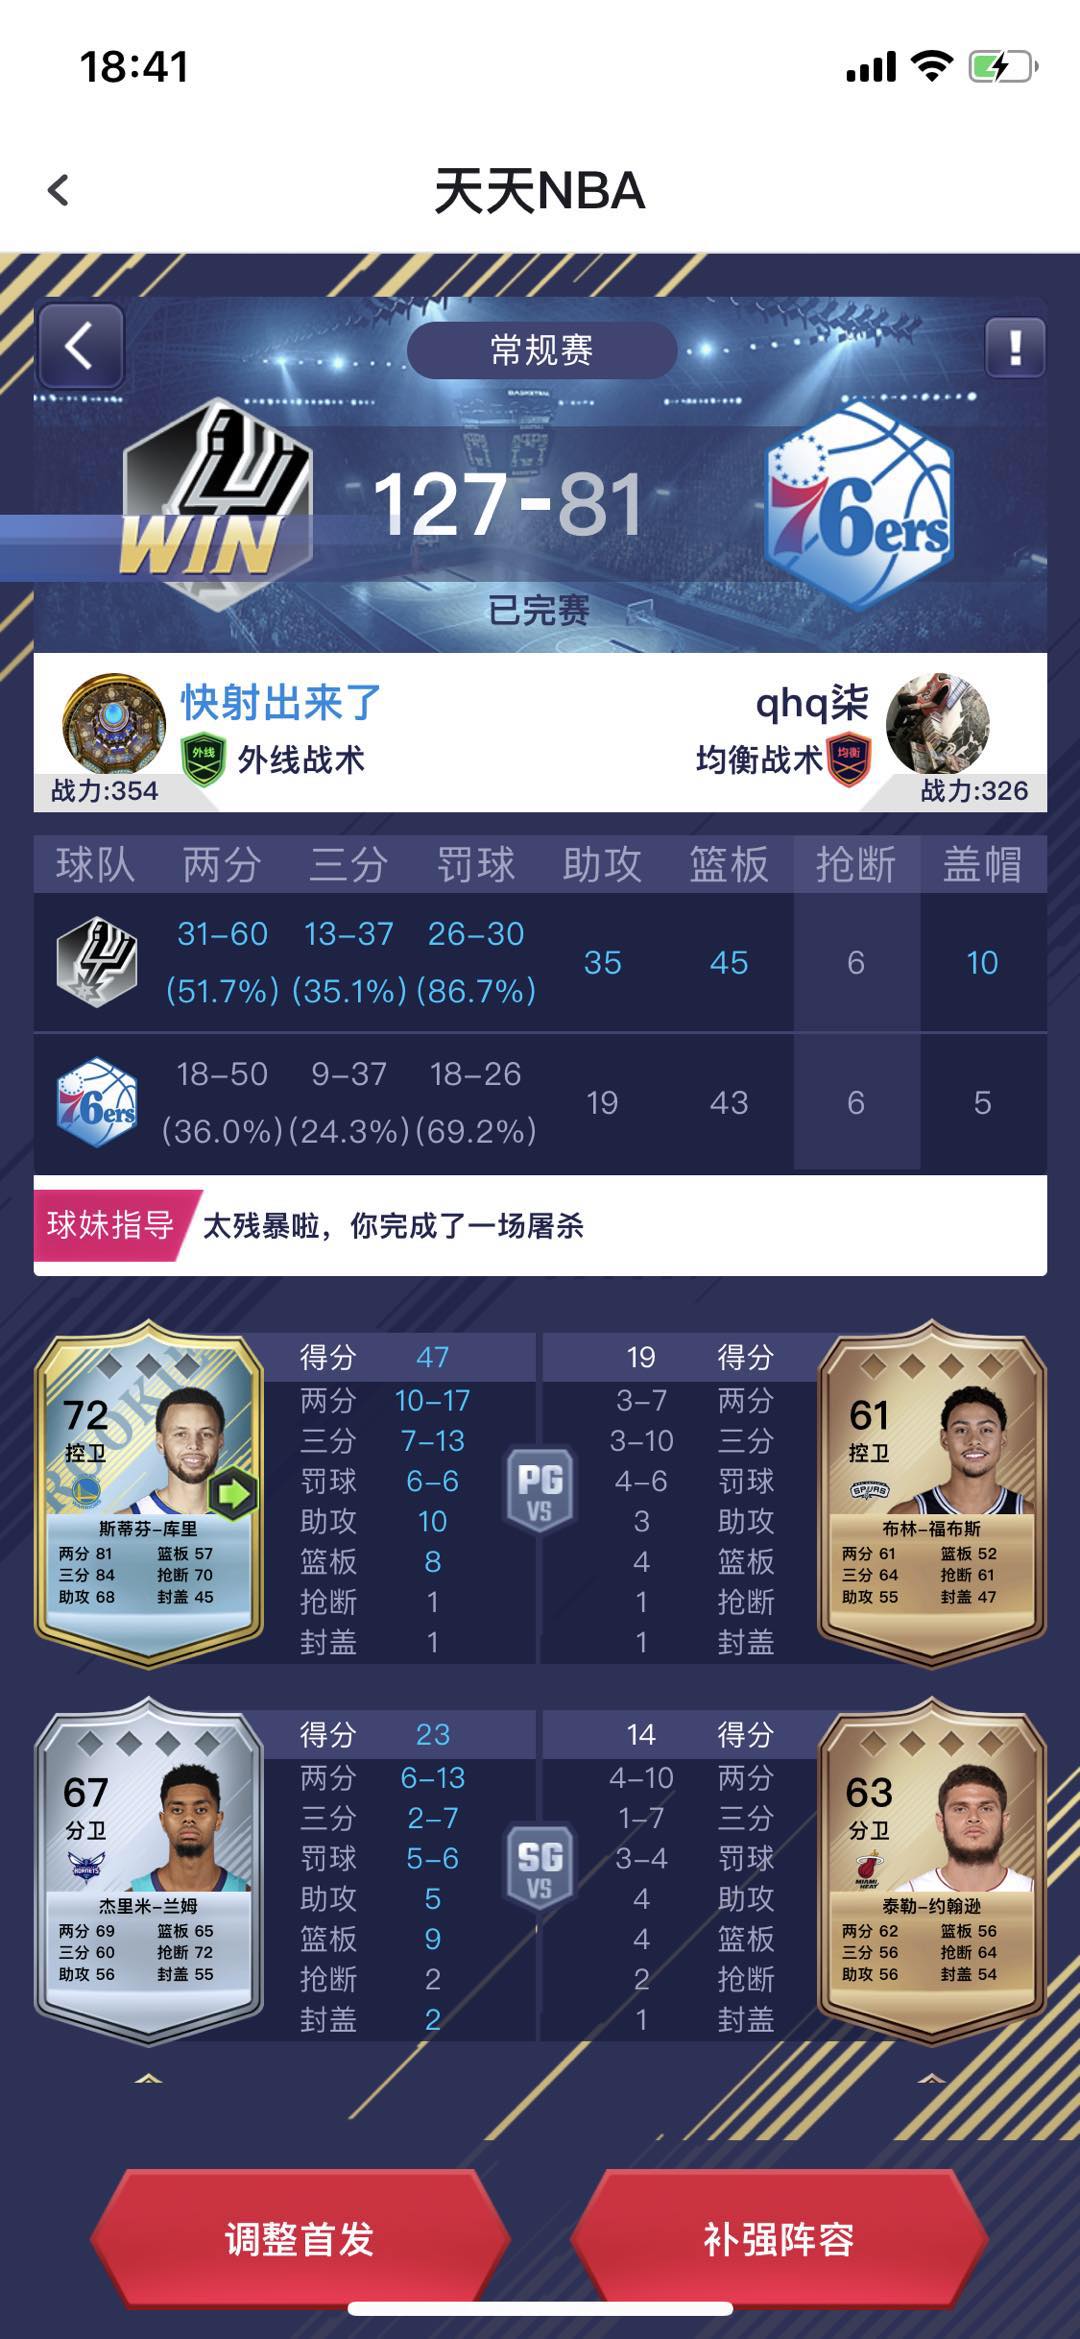 18:41
天天NBA
常规赛
!
BASKETBALL
WIN
127-81
76ers
已完赛
快射出来了
外线 外线战术
战力:354
qhq柒
均衡战术 均衡
战力:326
球队 两分 三分 罚球 助攻 篮板 抢断 盖帽
31-60 13-37 26-30
35 45 6 10
(51.7%) (35.1%) (86.7%)
76ers
18-50 9-37 18-26
19 43 6 5
(36.0%) (24.3%) (69.2%)
球妹指导 太残暴啦，你完成了一场屠杀
ROOKIE
72
控卫
WARRIORS
斯蒂芬-库里
两分 81 篮板 57
三分 84 抢断 70
助攻 68 封盖 45
得分 47 19 得分
两分 10-17 3-7 两分
三分 7-13 3-10 三分
罚球 6-6 4-6 罚球
助攻 10 3 助攻
篮板 8 4 篮板
抢断 1 1 抢断
封盖 1 1 封盖
PG
VS
61
控卫
SPURS
布林-福布斯
两分 61 篮板 52
三分 64 抢断 61
助攻 55 封盖 47
67
分卫
HORNETS
杰里米-兰姆
两分 69 篮板 65
三分 60 抢断 72
助攻 56 封盖 55
得分 23 14 得分
两分 6-13 4-10 两分
三分 2-7 1-7 三分
罚球 5-6 3-4 罚球
助攻 5 4 助攻
篮板 9 4 篮板
抢断 2 2 抢断
封盖 2 1 封盖
SG
VS
63
分卫
MIAMI HEAT
泰勒-约翰逊
两分 62 篮板 56
三分 56 抢断 64
助攻 56 封盖 54
调整首发
补强阵容